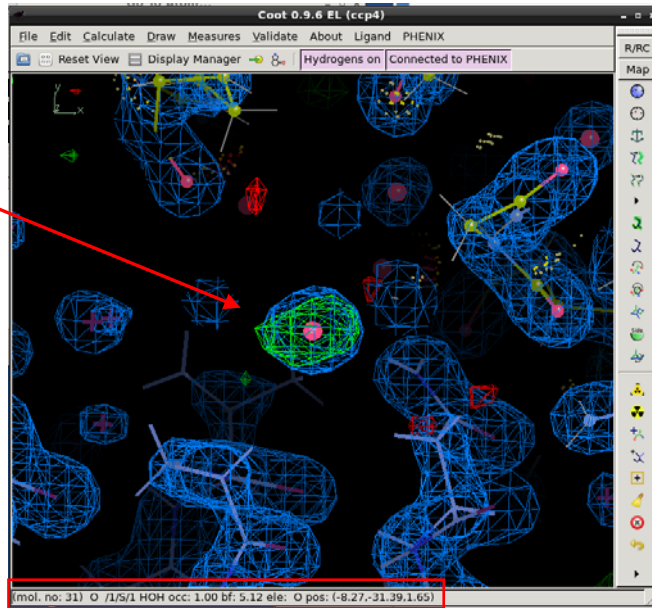 Coot 0.9.6 EL (ccp4)
File Edit Calculate Draw Measures Validate About Ligand PHENIX
Reset View Display Manager Hydrogens on Connected to PHENIX
R/RC
Map
y
z x
Side
(mol. no: 31) O /1/S/1 HOH occ: 1.00 bf: 5.12 ele: O pos: (-8.27,-31.39,1.65)